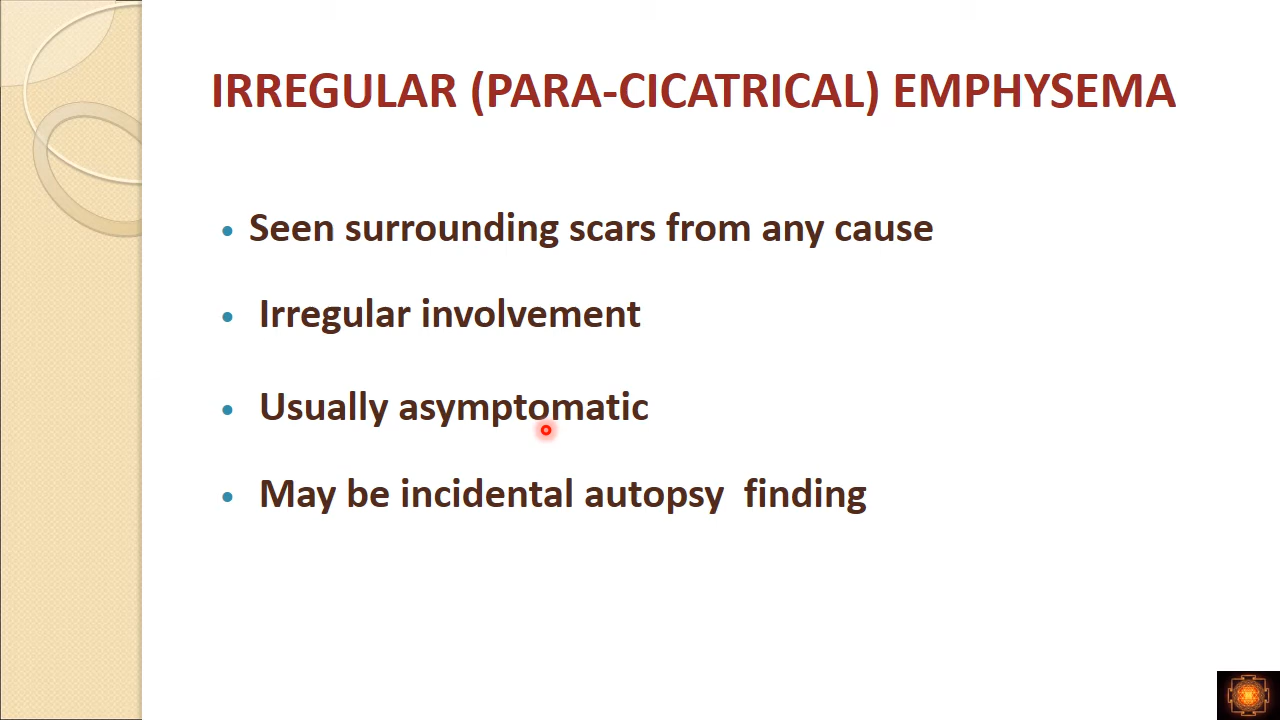 IRREGULAR (PARA-CICATRICAL) EMPHYSEMA
• Seen surrounding scars from any cause
• Irregular involvement
• Usually asymptomatic
• May be incidental autopsy  finding